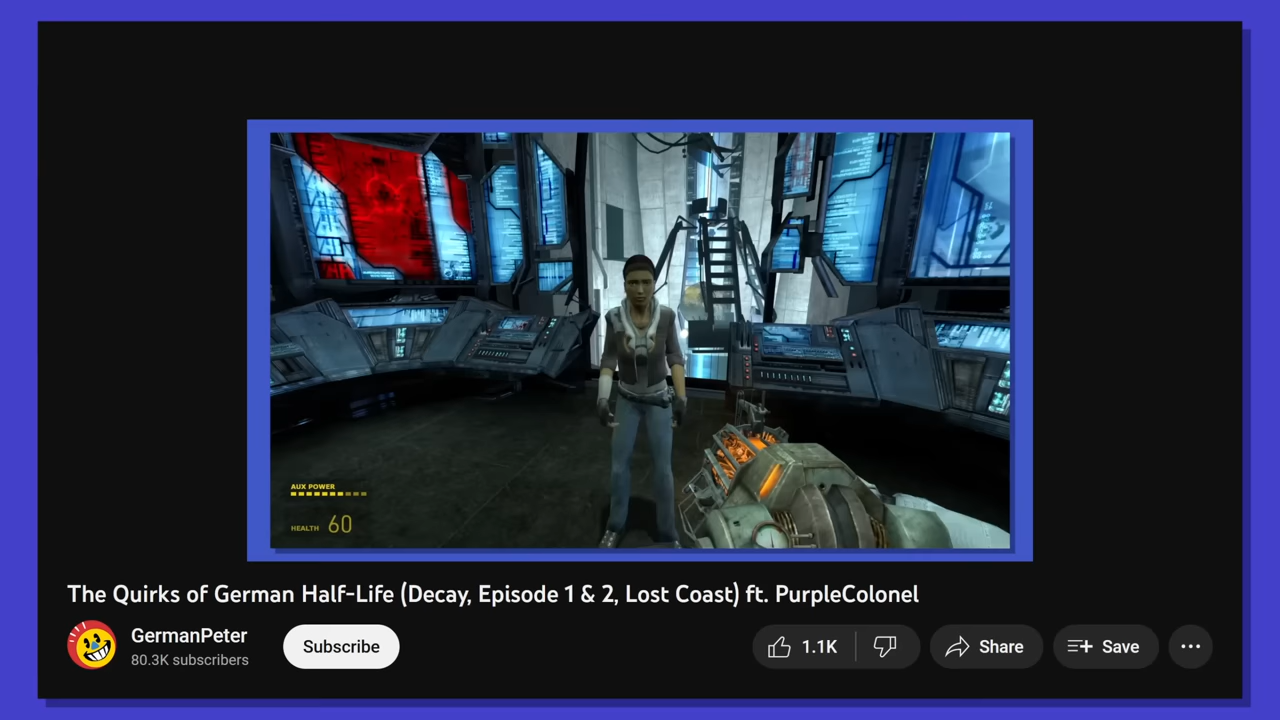 AUX POWER
HEALTH 60
The Quirks of German Half-Life (Decay, Episode 1 & 2, Lost Coast) ft. PurpleColonel
GermanPeter
80.3K subscribers
Subscribe
1.1K
Share
Save